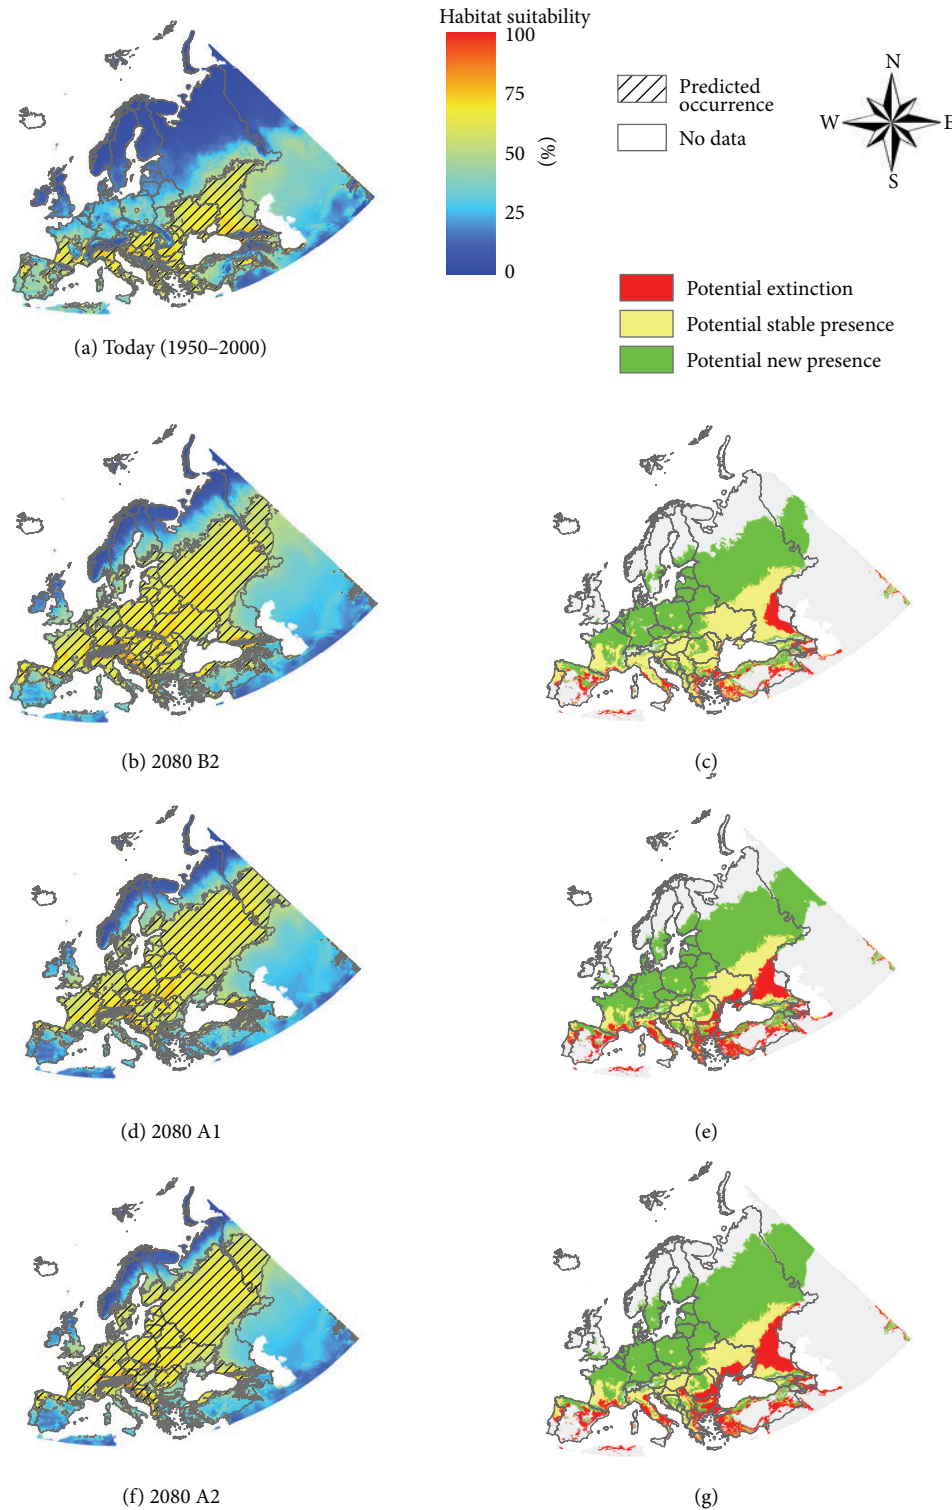 Habitat suitability
100
75
50
25
0
(%)
Predicted
occurrence
No data
N
W
E
S
(a) Today (1950–2000)
Potential extinction
Potential stable presence
Potential new presence
(b) 2080 B2
(c)
(d) 2080 A1
(e)
(f) 2080 A2
(g)